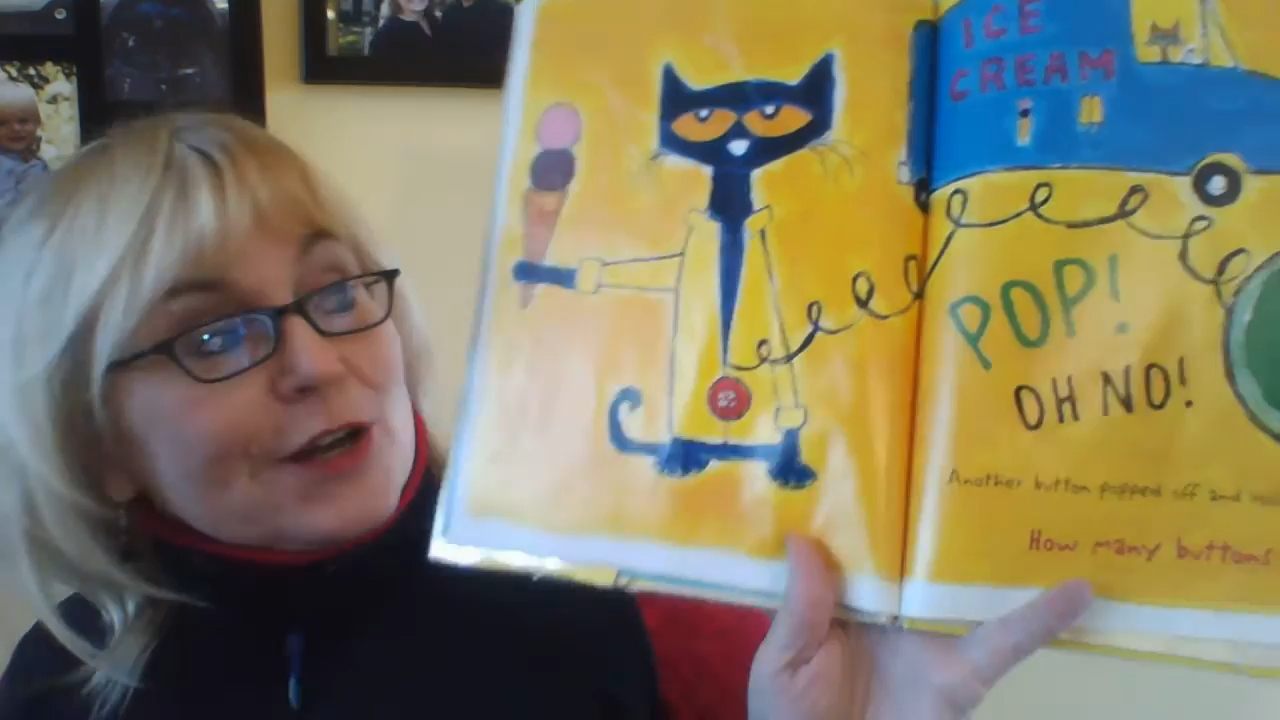 ICE
CREAM
POP!
OH NO!
Another button popped off and
How many buttons